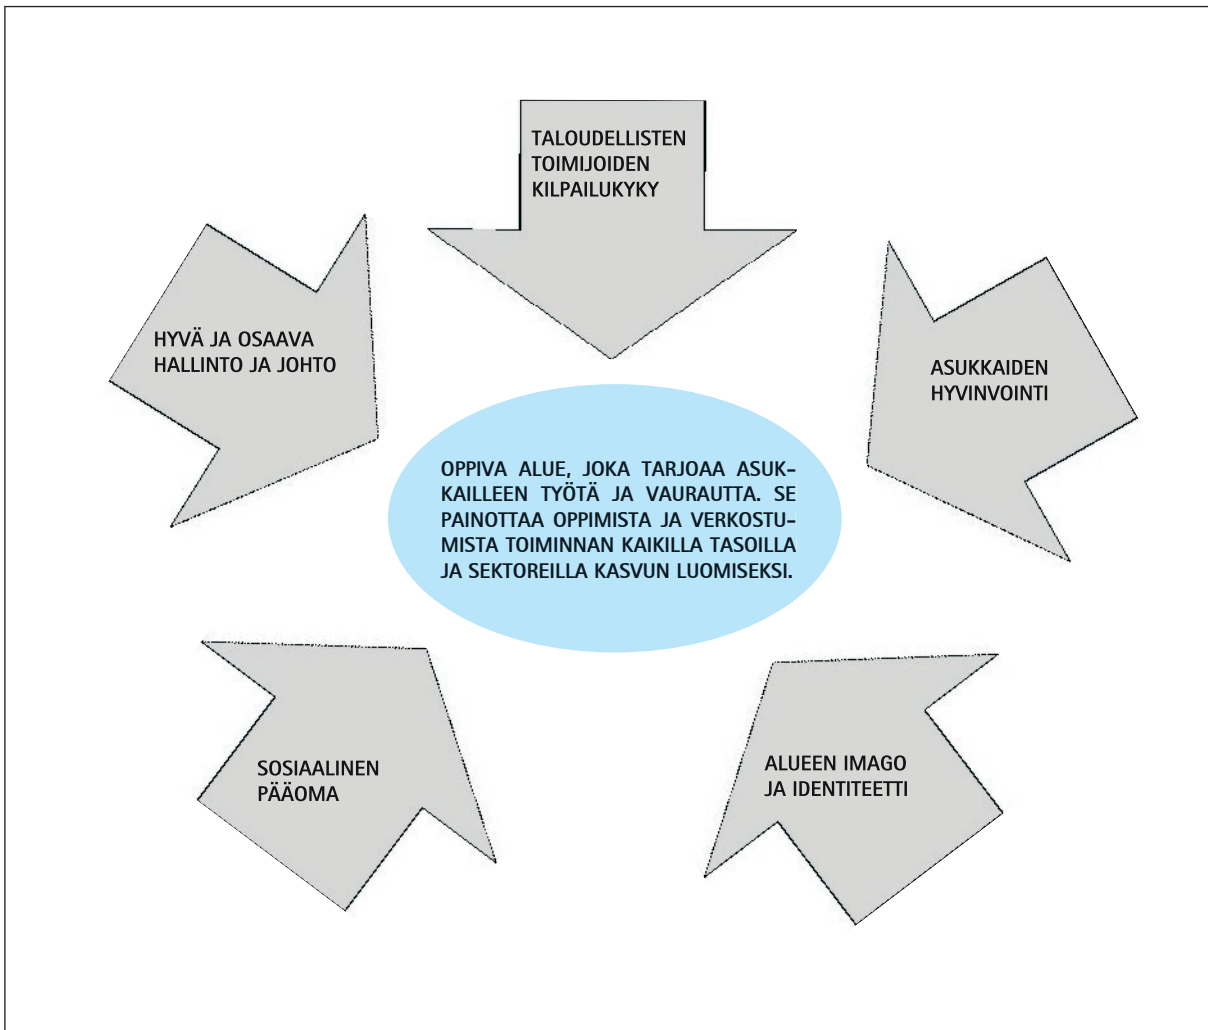 TALOUDELLISTEN
TOIMIJOIDEN
KILPAILUKYKY
HYVÄ JA OSAAVA
HALLINTO JA JOHTO
ASUKKAIDEN
HYVINVOINTI
OPPIVA ALUE, JOKA TARJOAA ASUK-
KAILLEEN TYÖTÄ JA VAURAUTTA. SE
PAINOTTAA OPPIMISTA JA VERKOSTU-
MISTA TOIMINNAN KAIKILLA TASOILLA
JA SEKTOREILLA KASVUN LUOMISEKSI.
SOSIAALINEN
PÄÄOMA
ALUEEN IMAGO
JA IDENTITEETTI